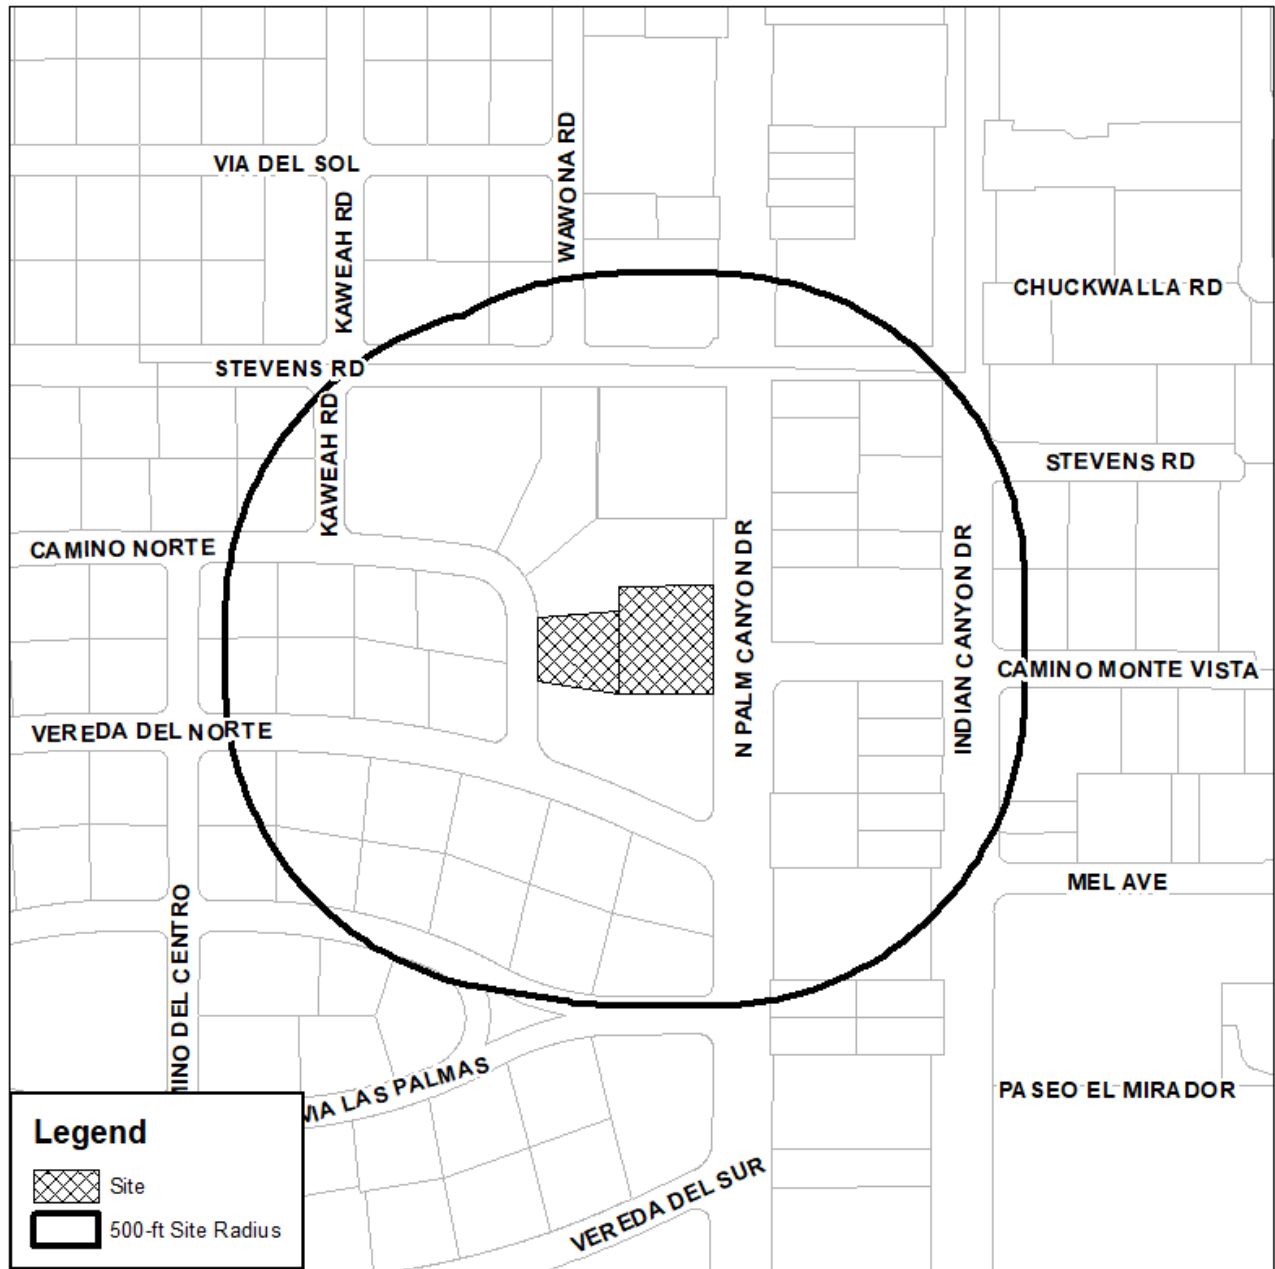 WAWONA RD
VIA DEL SOL
KAWEAH RD
CHUCKWALLA RD
STEVENS RD
KAWEAH RD
STEVENS RD
CAMINO NORTE
N PALM CANYON DR
INDIAN CANYON DR
CAMINO MONTE VISTA
VEREDA DEL NORTE
MEL AVE
MINO DEL CENTRO
VIA LAS PALMAS
PASEO EL MIRADOR
VEREDA DEL SUR
Legend
Site
500-ft Site Radius